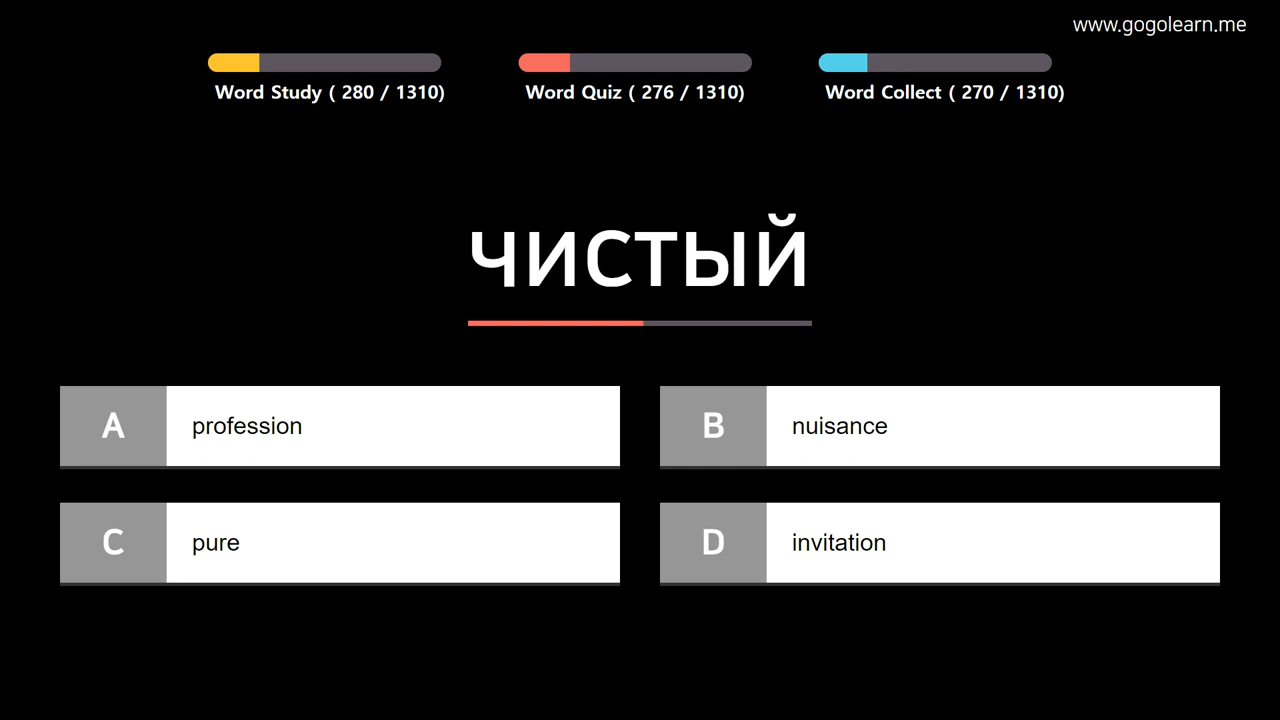 www.gogolearn.me
Word Study ( 280 / 1310)
Word Quiz ( 276 / 1310)
Word Collect ( 270 / 1310)
чистый
A profession
B nuisance
C pure
D invitation